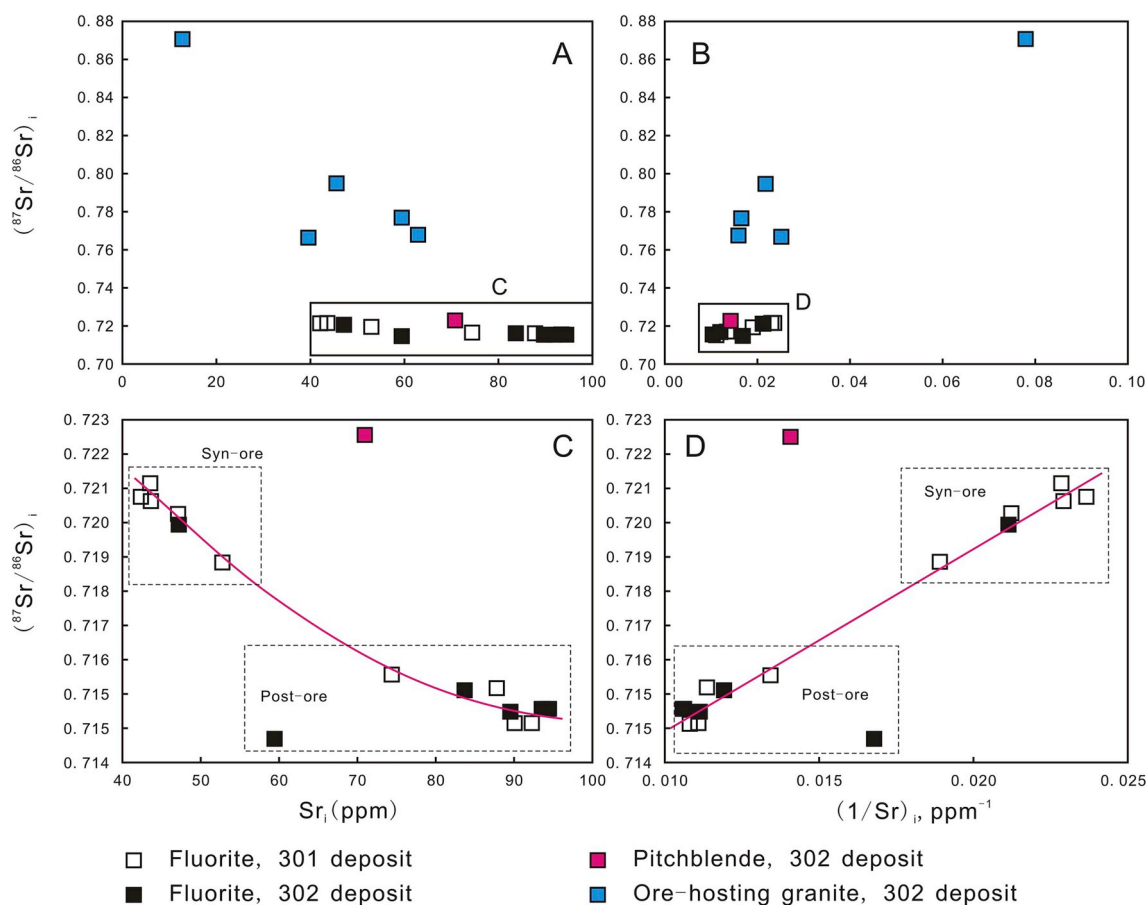 0.88
0.86
0.84
0.82
0.80
0.78
0.76
0.74
0.72
0.70
(⁸⁷Sr/⁸⁶Sr)ᵢ
A
C
0 20 40 60 80 100
B
D
0.00 0.02 0.04 0.06 0.08 0.10
0.723
0.722
0.721
0.720
0.719
0.718
0.717
0.716
0.715
0.715
0.714
(⁸⁷Sr/⁸⁶Sr)ᵢ
C
Syn-ore
Post-ore
40 50 60 70 80 90 100
Srᵢ(ppm)
D
Syn-ore
Post-ore
0.010 0.015 0.020 0.025
(1/Sr)ᵢ, ppm⁻¹
Fluorite, 301 deposit
Fluorite, 302 deposit
Pitchblende, 302 deposit
Ore-hosting granite, 302 deposit